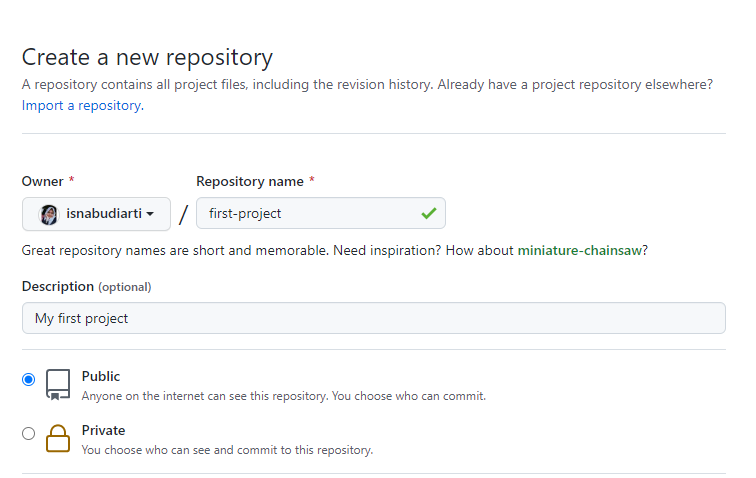 Create a new repository
A repository contains all project files, including the revision history. Already have a project repository elsewhere?
Import a repository.
Owner * Repository name *
isnabudiarti / first-project
Great repository names are short and memorable. Need inspiration? How about miniature-chainsaw?
Description (optional)
My first project
Public
Anyone on the internet can see this repository. You choose who can commit.
Private
You choose who can see and commit to this repository.